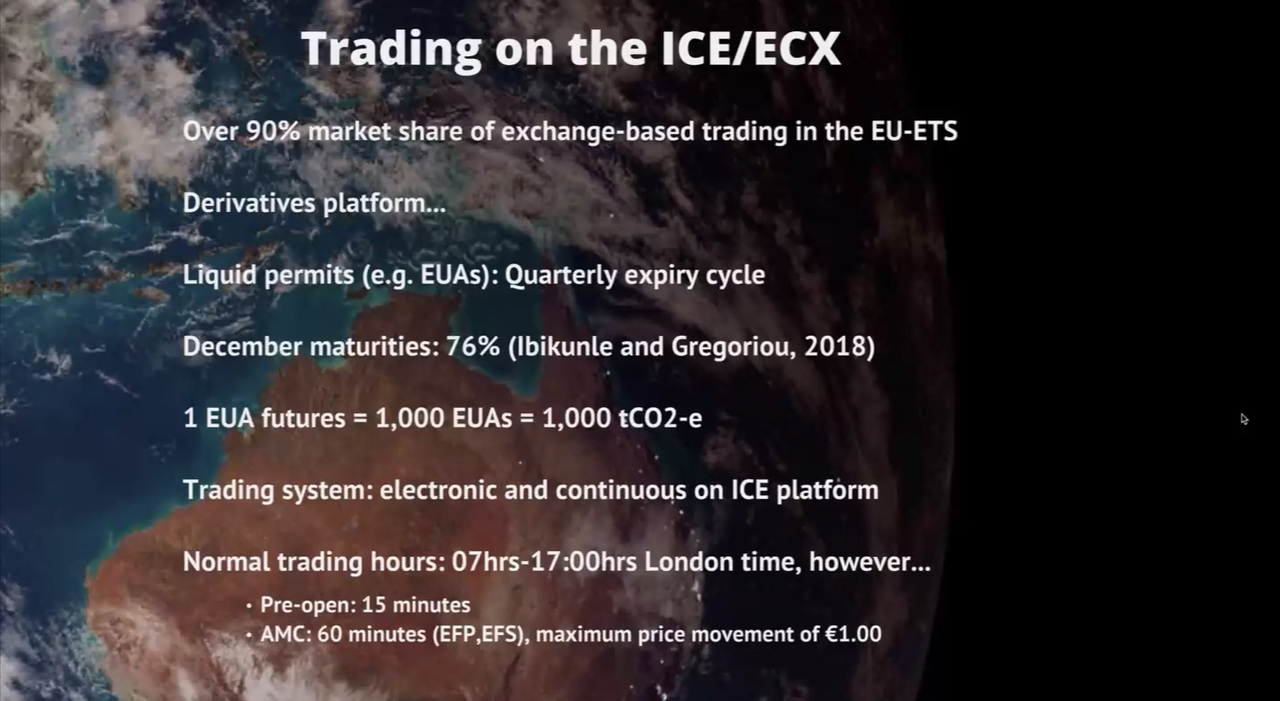 Trading on the ICE/ECX
Over 90% market share of exchange-based trading in the EU-ETS
Derivatives platform...
Liquid permits (e.g. EUAs): Quarterly expiry cycle
December maturities: 76% (Ibikunle and Gregoriou, 2018)
1 EUA futures = 1,000 EUAs = 1,000 tCO2-e
Trading system: electronic and continuous on ICE platform
Normal trading hours: 07hrs-17:00hrs London time, however...
• Pre-open: 15 minutes
• AMC: 60 minutes (EFP,EFS), maximum price movement of €1.00